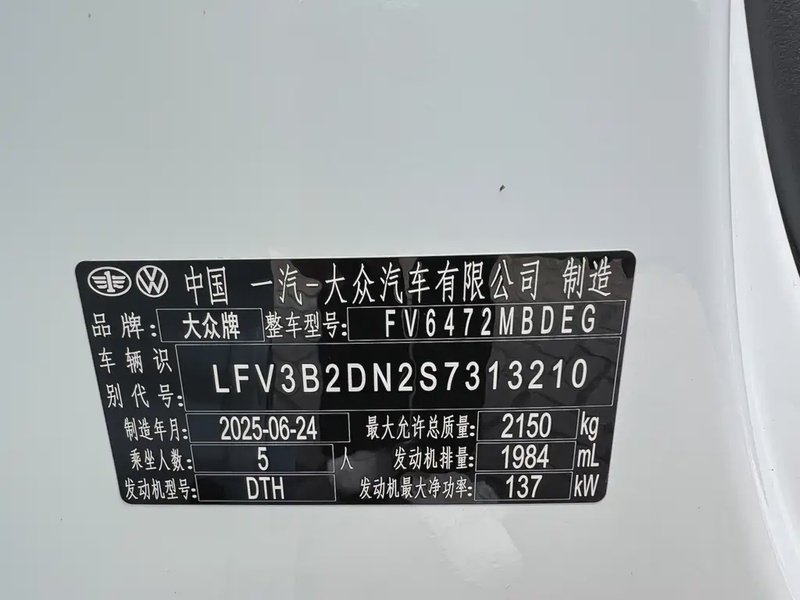 中国 一汽-大众汽车有限公司 制造
品牌: 大众牌 整车型号: FV6472MBDEG
车辆识别代号: LFV3B2DN2S7313210
制造年月: 2025-06-24 最大允许总质量: 2150 kg
乘坐人数: 5 人 发动机排量: 1984 mL
发动机型号: DTH 发动机最大净功率: 137 kW